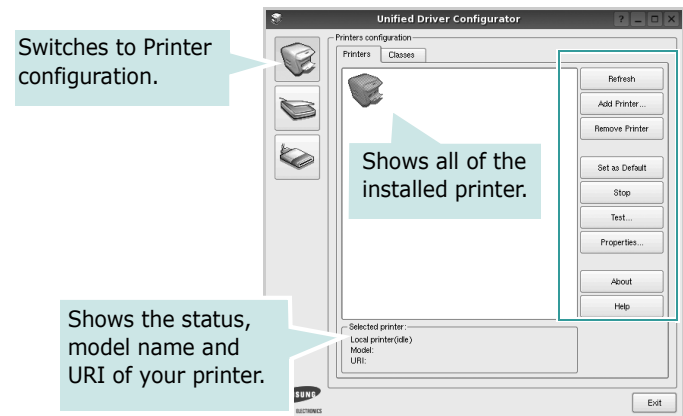 Unified Driver Configurator
Switches to Printer
configuration.
Printers configuration
Printers
Classes
Refresh
Add Printer...
Remove Printer
Shows all of the
installed printer.
Set as Default
Stop
Test...
Properties...
About
Help
Shows the status,
model name and
URI of your printer.
Selected printer:
Local printer(idle)
Model:
URI:
SUNG
ELECTRONICS
Exit